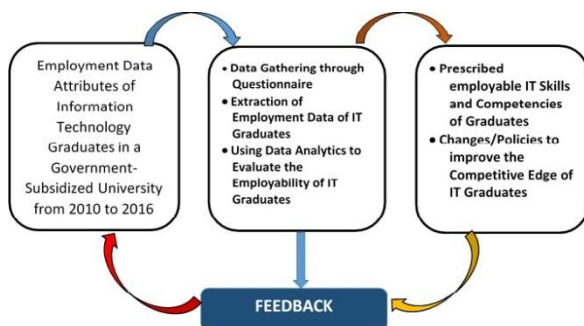 Employment Data
Attributes of
Information
Technology
Graduates in a
Government-
Subsidized University
from 2010 to 2016
• Data Gathering through
Questionnaire
• Extraction of
Employment Data of IT
Graduates
• Using Data Analytics to
Evaluate the
Employability of IT
Graduates
• Prescribed
employable IT Skills
and Competencies
of Graduates
• Changes/Policies to
improve the
Competitive Edge of
IT Graduates
FEEDBACK